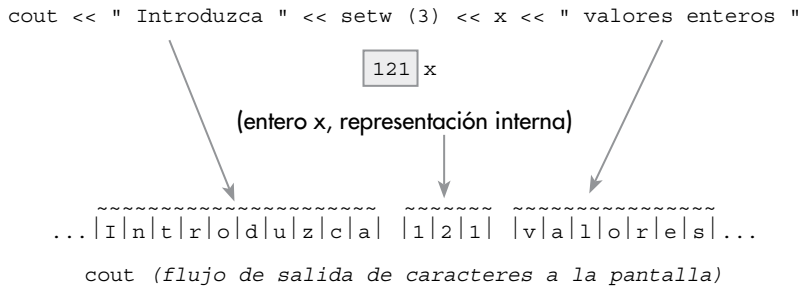 cout << " Introduzca " << setw (3) << x << " valores enteros "
121 x
(entero x, representación interna)
~~~~~~~~~~~~~~~~~~~~~~ ~~~~~~~ ~~~~~~~~~~~~~~~~
...|I|n|t|r|o|d|u|z|c|a| |1|2|1| |v|a|l|o|r|e|s|...
cout (flujo de salida de caracteres a la pantalla)